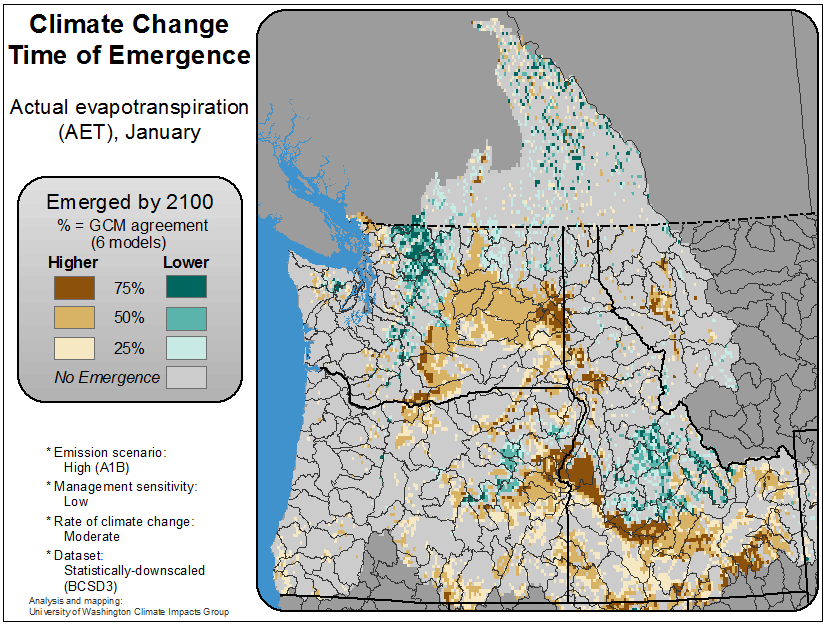 Climate Change
Time of Emergence
Actual evapotranspiration
(AET), January
Emerged by 2100
% = GCM agreement
(6 models)
Higher Lower
75%
50%
25%
No Emergence
* Emission scenario:
High (A1B)
* Management sensitivity:
Low
* Rate of climate change:
Moderate
* Dataset:
Statistically-downscaled
(BCSD3)
Analysis and mapping:
University of Washington Climate Impacts Group